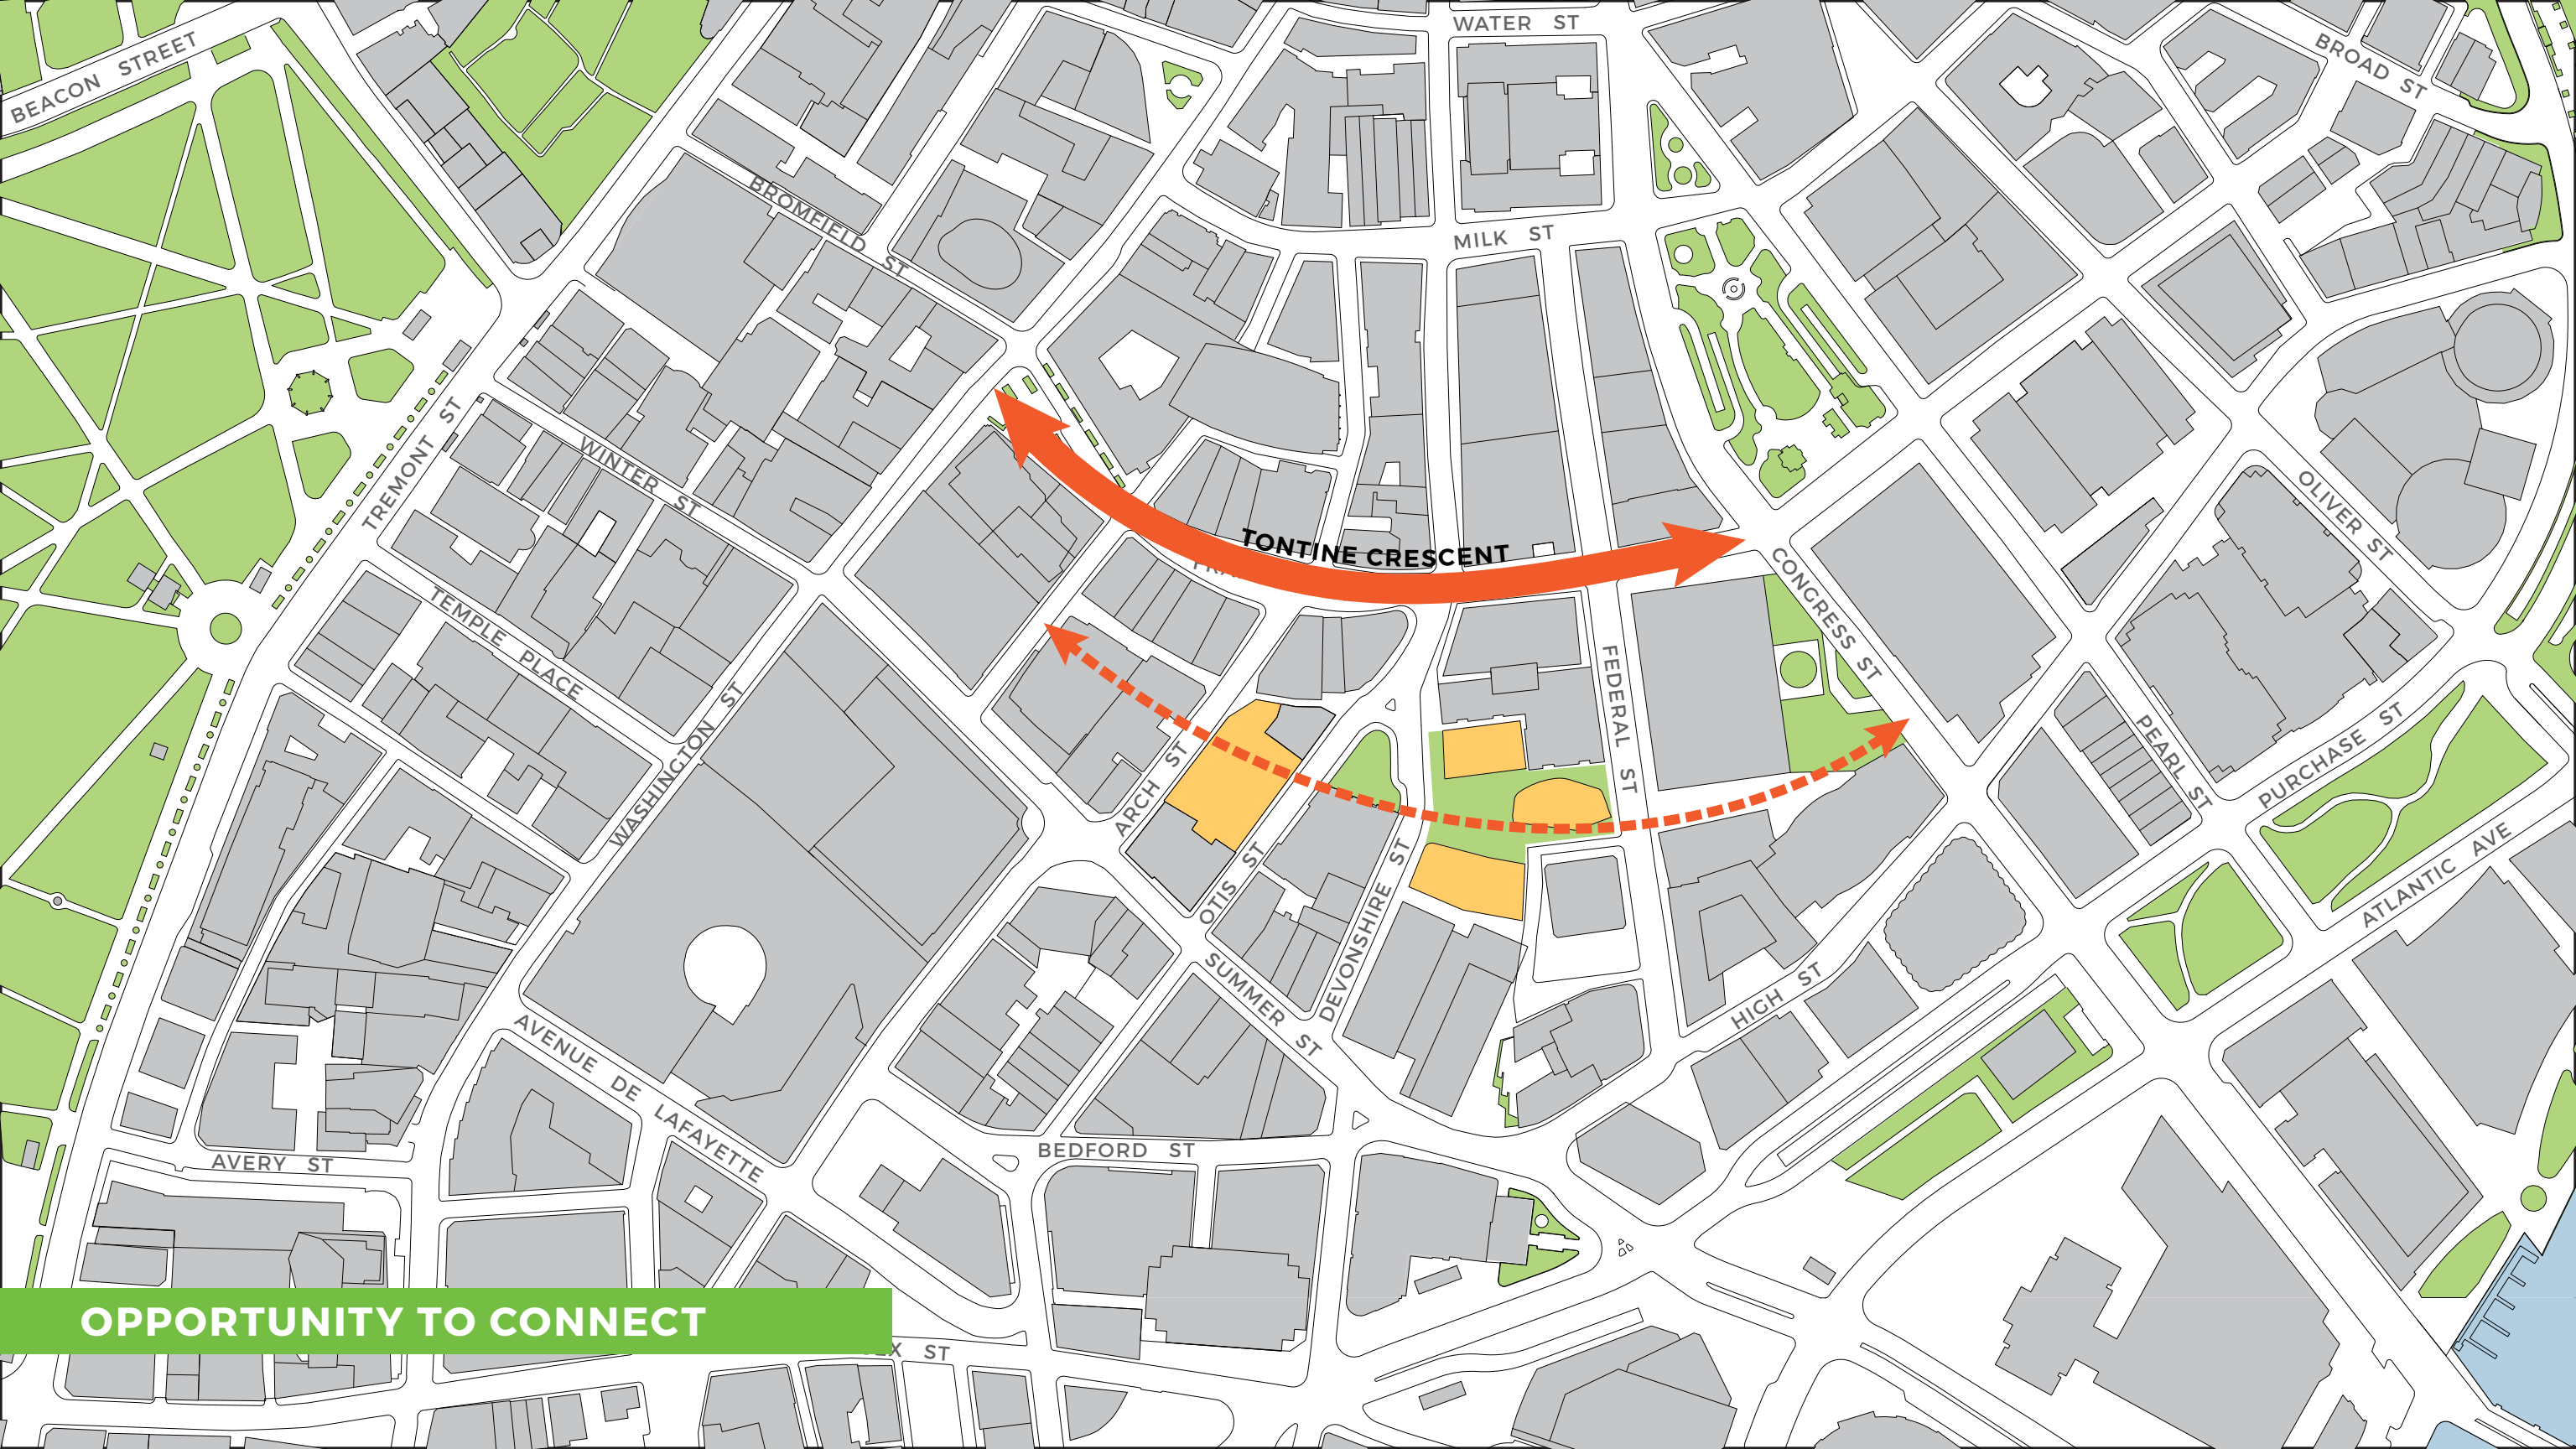 WATER ST
BROAD ST
BEACON STREET
BROMFIELD ST
MILK ST
TREMONT ST
WINTER ST
OLIVER ST
TONTINE CRESCENT
CONGRESS ST
TEMPLE PLACE
FEDERAL ST
WASHINGTON ST
ARCH ST
PEARL ST
PURCHASE ST
OTIS ST
DEVONSHIRE ST
ATLANTIC AVE
SUMMER ST
HIGH ST
AVENUE DE LAFAYETTE
BEDFORD ST
AVERY ST
OPPORTUNITY TO CONNECT
ST